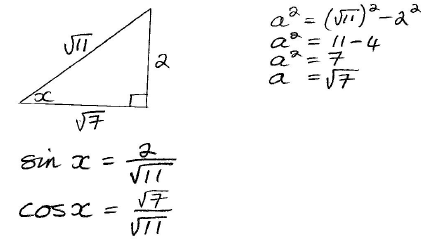 √11
2
x
√7
a² = (√11)² - 2²
a² = 11 - 4
a² = 7
a = √7
sin x = 2/√11
cos x = √7/√11